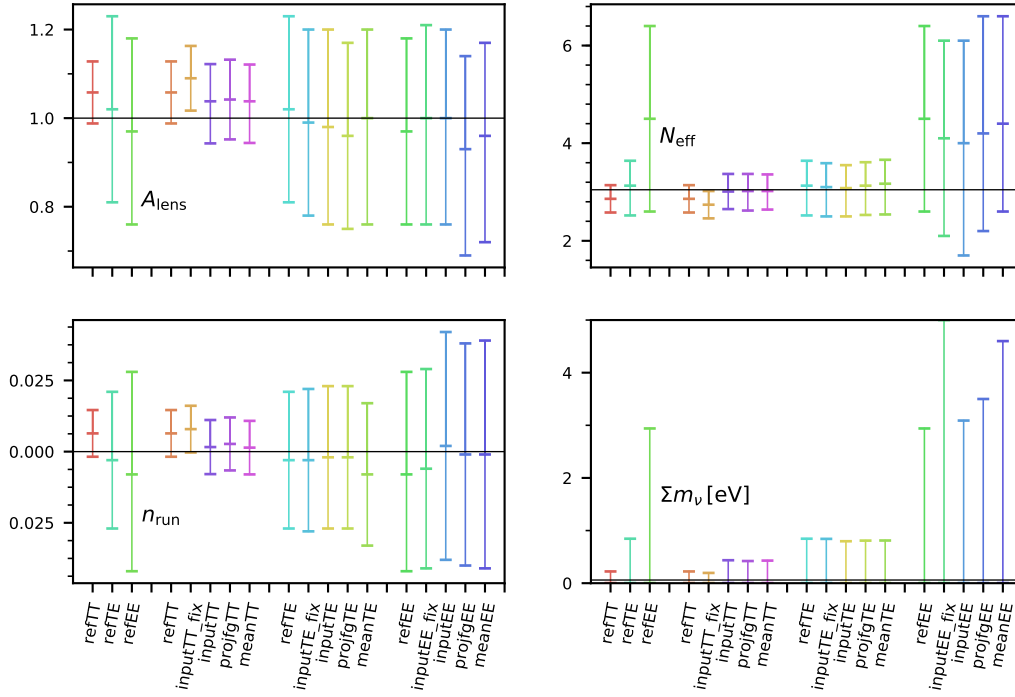 1.2
1.0
0.8
A_lens
6
4
2
N_eff
0.025
0.000
0.025
n_run
4
2
0
Σm_ν [eV]
refTT
refTE
refEE
refTT
inputTT_fix
inputTT
projfgTT
meanTT
refTE
inputTE_fix
inputTE
projfgTE
meanTE
refEE
inputEE_fix
inputEE
projfgEE
meanEE
refTT
refTE
refEE
refTT
inputTT_fix
inputTT
projfgTT
meanTT
refTE
inputTE_fix
inputTE
projfgTE
meanTE
refEE
inputEE_fix
inputEE
projfgEE
meanEE